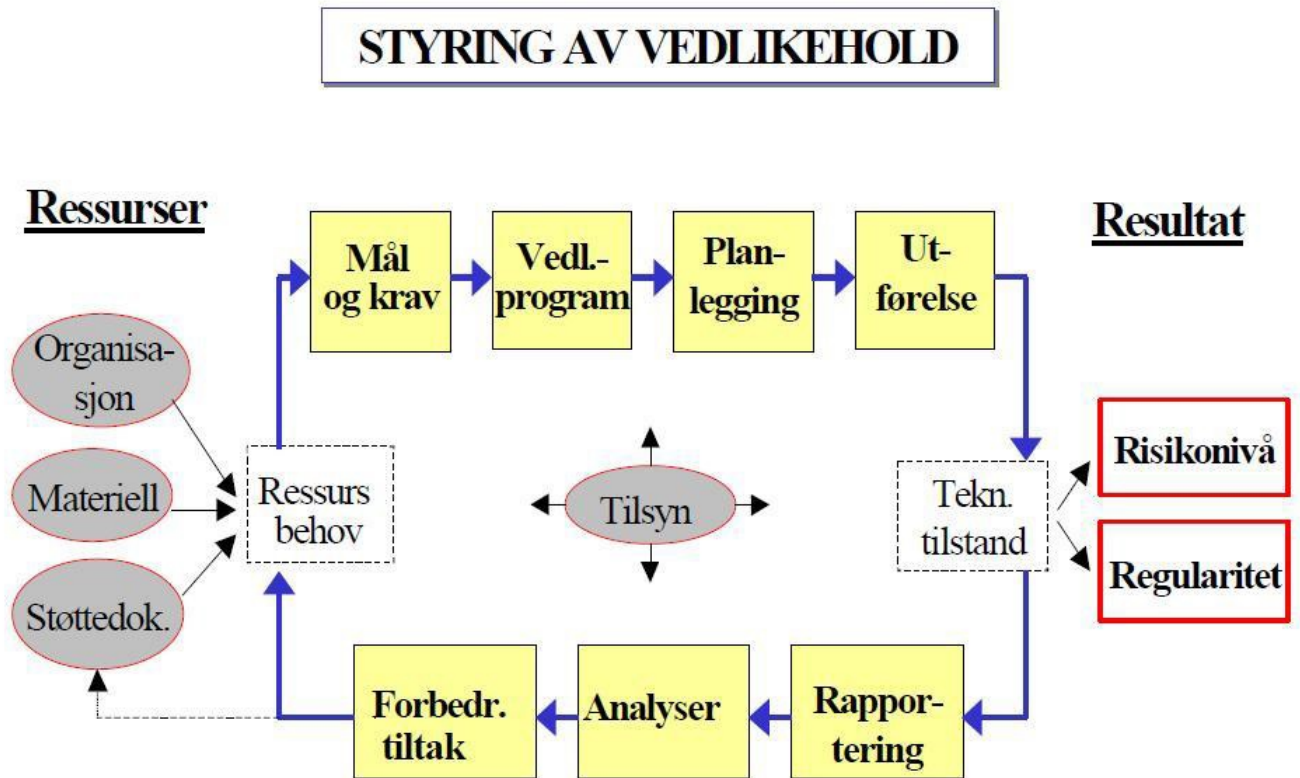 STYRING AV VEDLIKEHOLD
Ressurser
Resultat
Mål
og krav
Vedl.-
program
Plan-
legging
Ut-
førelse
Organisa-
sjon
Materiell
Støttedok.
Ressurs
behov
Tilsyn
Tekn.
tilstand
Risikonivå
Regularitet
Forbedr.
tiltak
Analyser
Rappor-
tering